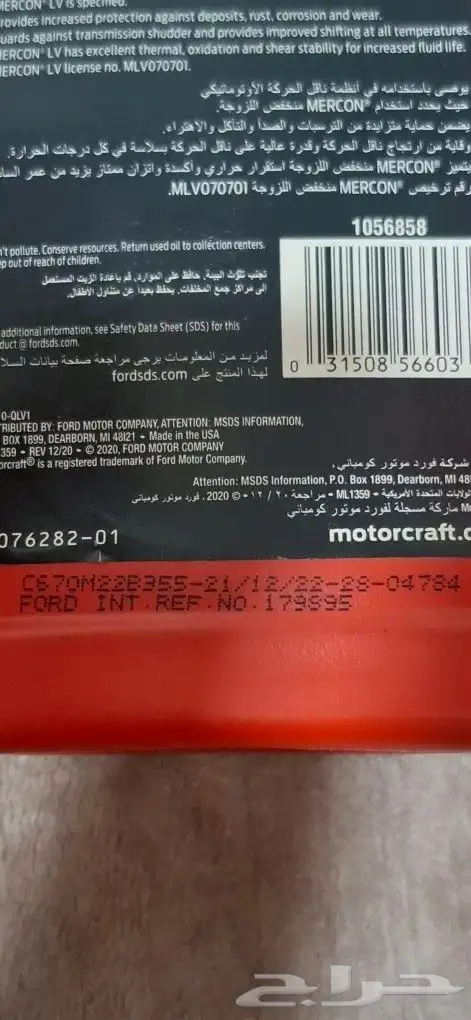 MERCON® LV is specified.
rovides increased protection against deposits, rust, corrosion and wear.
uards against transmission shudder and provides improved shifting at all temperatures.
MERCON® LV has excellent thermal, oxidation and shear stability for increased fluid life.
MERCON® LV license no. MLV070701.
يوصى باستخدامه في أنظمة ناقل الحركة الأوتوماتيكي
حيث يحدد استخدام MERCON® منخفض اللزوجة.
ضمن حماية متزايدة من الترسبات والصدأ والتآكل والاهتراء.
وقاية من ارتجاج ناقل الحركة وقدرة عالية على ناقل الحركة بسلاسة في كل درجات الحرارة.
يتميز MERCON® منخفض اللزوجة استقرار حراري وأكسدة واتزان ممتاز يزيد من عمر السا
رقم ترخيص MERCON® منخفض اللزوجة MLV070701.
1056858
n't pollute. Conserve resources. Return used oil to collection centers.
ep out of reach of children.
تجنب تلوث البيئة. حافظ على الموارد. قم بإعادة الزيت المستعمل
إلى مراكز جمع المخلفات. يحفظ بعيداً عن متناول الأطفال.
additional information, see Safety Data Sheet (SDS) for this
duct @ fordsds.com.
لمزيد من المعلومات يرجى مراجعة صفحة بيانات السلا
لهذا المنتج على fordsds.com
0 31508 56603
0-QLV1
TRIBUTED BY: FORD MOTOR COMPANY, ATTENTION: MSDS INFORMATION,
BOX 1899, DEARBORN, MI 48121 • Made in the USA
1359 • REV 12/20 • © 2020, FORD MOTOR COMPANY
orcraft® is a registered trademark of Ford Motor Company.
شركة فورد موتور كومباني،
Attention: MSDS Information, P.O. Box 1899, Dearborn, MI 48
الولايات المتحدة الأمريكية • ML1359 • مراجعة ١٢/٢٠ • © 2020، فورد موتور كومباني
ماركة مسجلة لفورد موتور كومباني
076282-01
motorcraft.c
C670M22B355-21/12/22-28-04784
FORD INT.REF.NO.179895
حراج